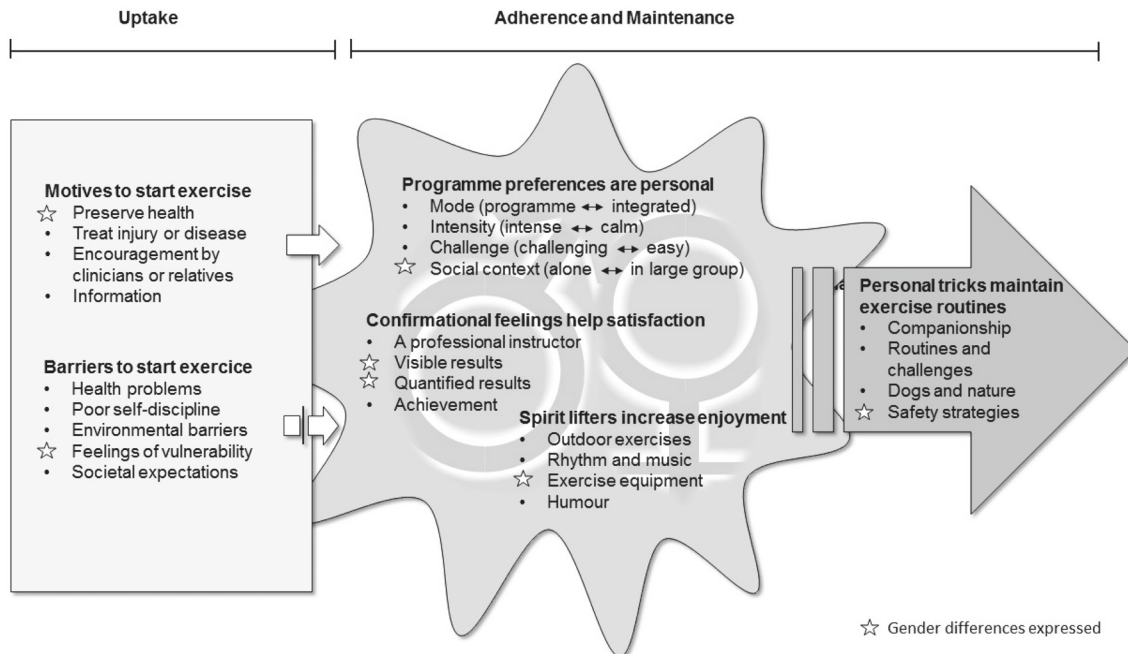 Uptake
Adherence and Maintenance
Motives to start exercise
☆ Preserve health
• Treat injury or disease
• Encouragement by
clinicians or relatives
• Information
Barriers to start exercice
• Health problems
• Poor self-discipline
• Environmental barriers
☆ Feelings of vulnerability
• Societal expectations
Programme preferences are personal
• Mode (programme ↔ integrated)
• Intensity (intense ↔ calm)
• Challenge (challenging ↔ easy)
☆ Social context (alone ↔ in large group)
Confirmational feelings help satisfaction
• A professional instructor
☆ Visible results
☆ Quantified results
• Achievement
Spirit lifters increase enjoyment
• Outdoor exercises
• Rhythm and music
☆ Exercise equipment
• Humour
Personal tricks maintain
exercise routines
• Companionship
• Routines and
challenges
• Dogs and nature
☆ Safety strategies
☆ Gender differences expressed